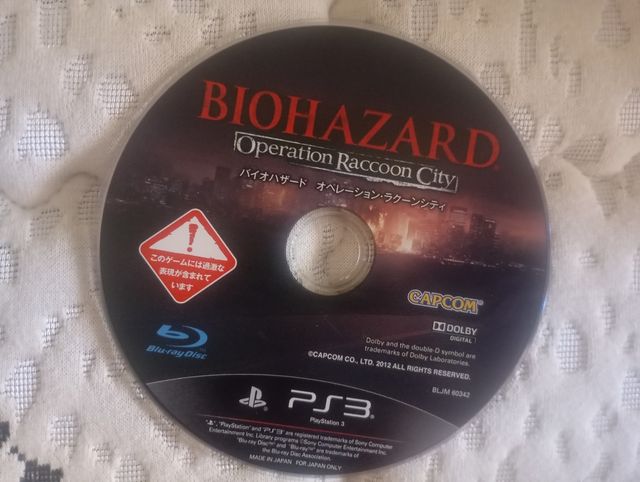 BIOHAZARD
Operation Raccoon City
バイオハザード オペレーション・ラクーンシティ
このゲームには過激な
表現が含まれて
います
CAPCOM
DOLBY
DIGITAL
Dolby and the double-D symbol are
trademarks of Dolby Laboratories.
©CAPCOM CO., LTD. 2012 ALL RIGHTS RESERVED.
Blu-ray Disc
BLJM 60342
PS3
PlayStation 3
"PlayStation" and "PS3" are registered trademarks of Sony Computer
Entertainment Inc. Library programs ©Sony Computer Entertainment Inc.
"Blu-ray Disc™" and "Blu-ray™" are trademarks of
the Blu-ray Disc Association.
MADE IN JAPAN FOR JAPAN ONLY